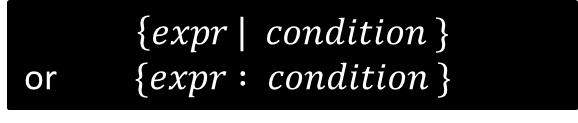 {expr | condition }
or {expr : condition }